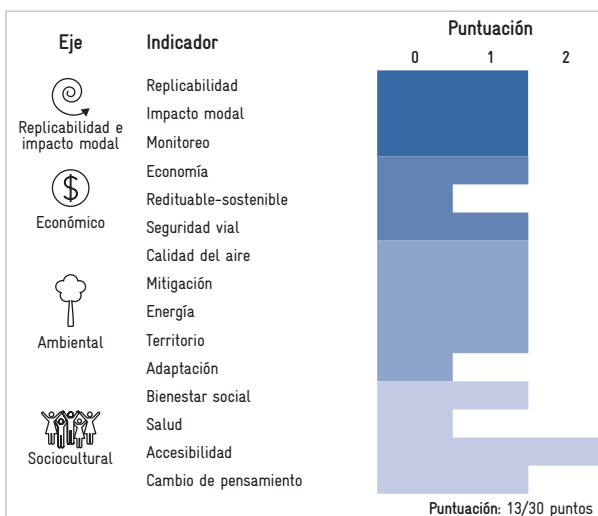 Eje
Indicador
Puntuación
0 1 2
Replicabilidad e
impacto modal
Replicabilidad
Impacto modal
Monitoreo
Económico
Economía
Redituable-sostenible
Seguridad vial
Ambiental
Calidad del aire
Mitigación
Energía
Territorio
Adaptación
Sociocultural
Bienestar social
Salud
Accesibilidad
Cambio de pensamiento
Puntuación: 13/30 puntos